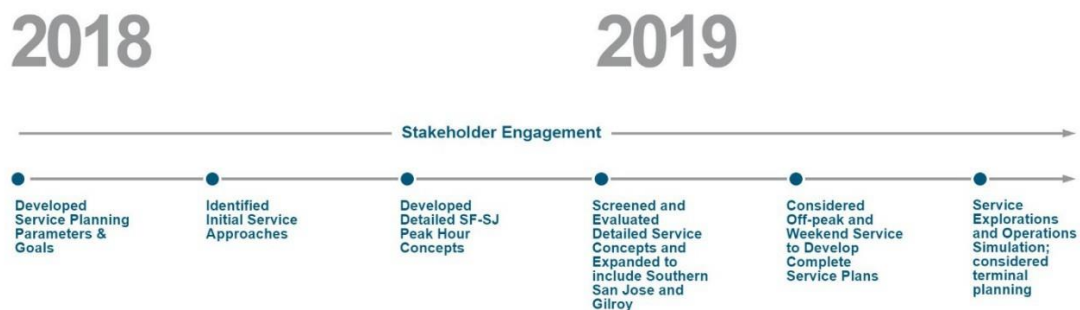 2018
2019
Stakeholder Engagement
Developed
Service Planning
Parameters &
Goals
Identified
Initial Service
Approaches
Developed
Detailed SF-SJ
Peak Hour
Concepts
Screened and
Evaluated
Detailed Service
Concepts and
Expanded to
include Southern
San Jose and
Gilroy
Considered
Off-peak and
Weekend Service
to Develop
Complete
Service Plans
Service
Explorations
and Operations
Simulation;
considered
terminal
planning